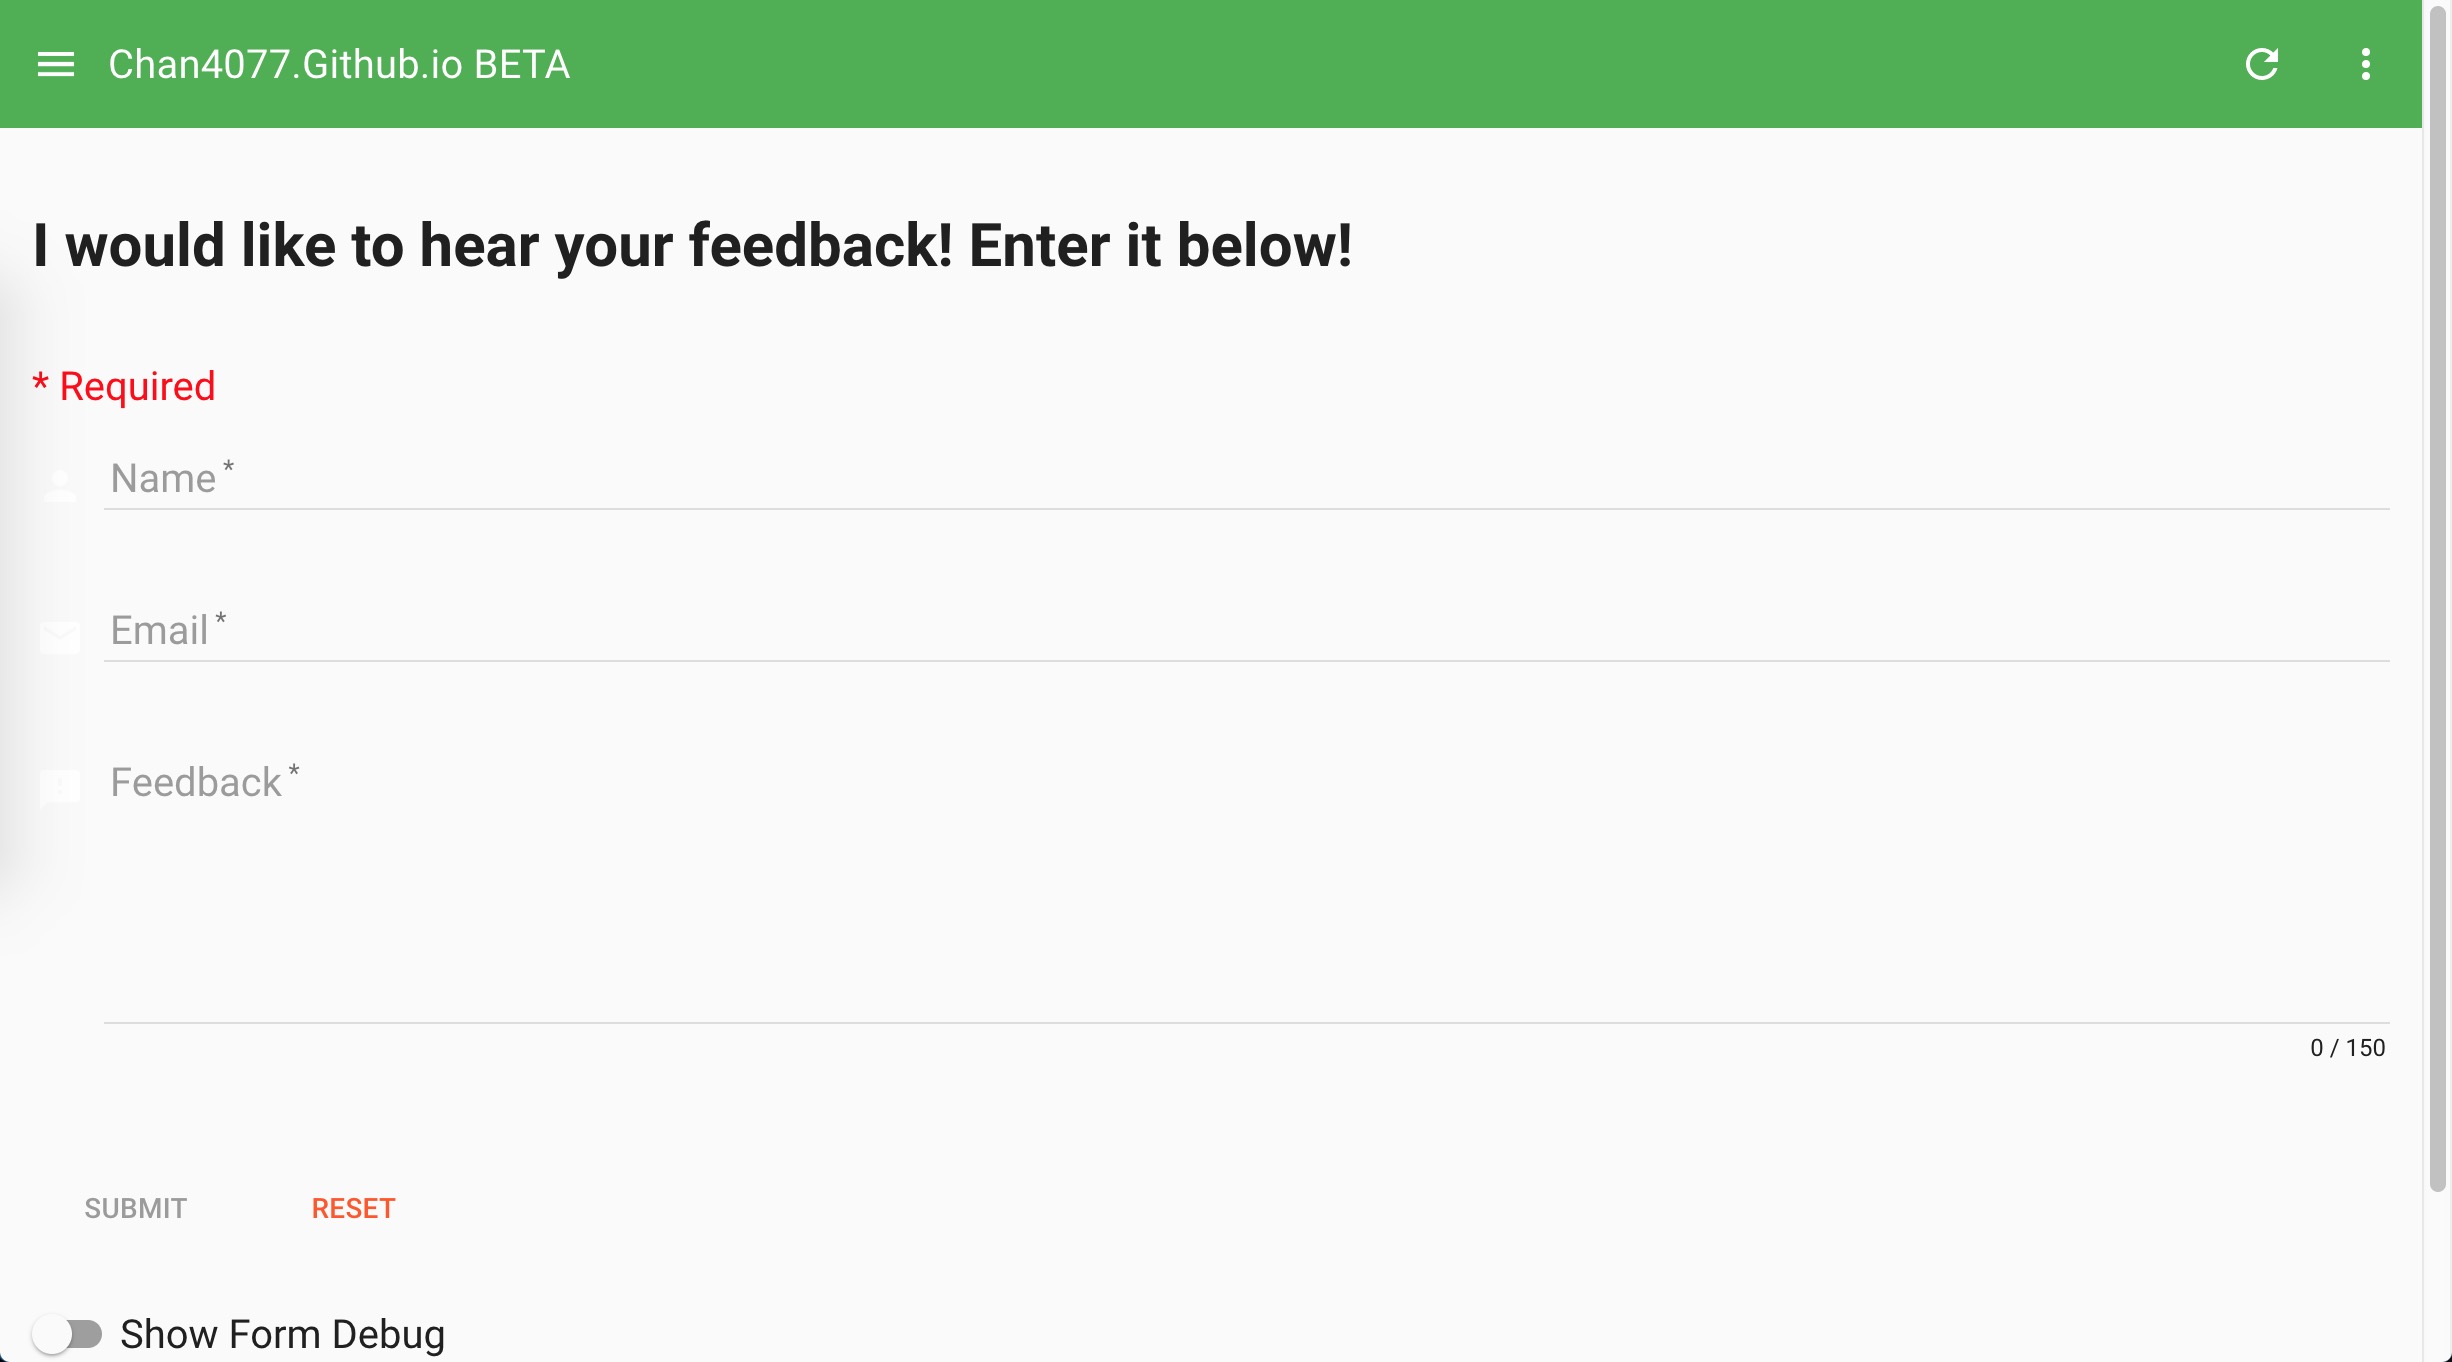 Chan4077.Github.io BETA
I would like to hear your feedback! Enter it below!
* Required
Name *
Email *
Feedback *
0 / 150
SUBMIT RESET
Show Form Debug